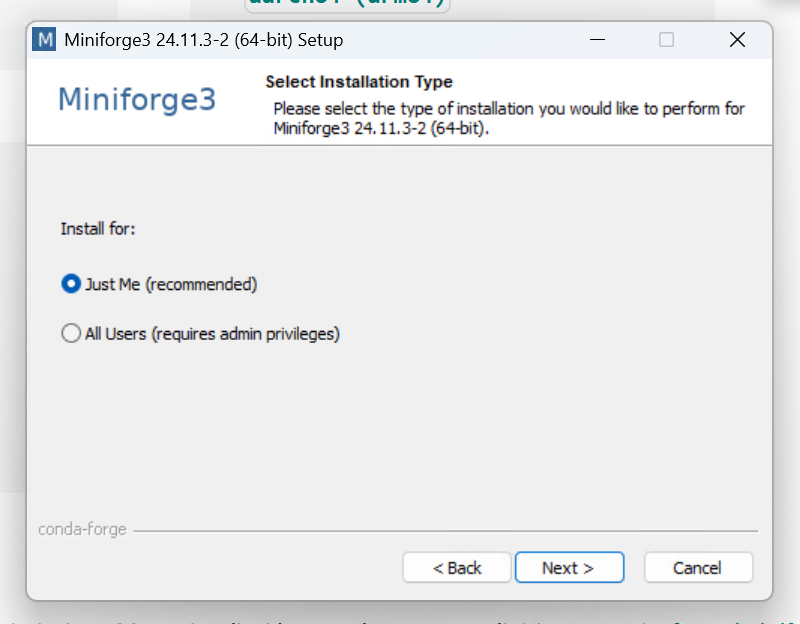 M Miniforge3 24.11.3-2 (64-bit) Setup
Miniforge3
Select Installation Type
Please select the type of installation you would like to perform for
Miniforge3 24.11.3-2 (64-bit).
Install for:
Just Me (recommended)
All Users (requires admin privileges)
conda-forge
< Back
Next >
Cancel